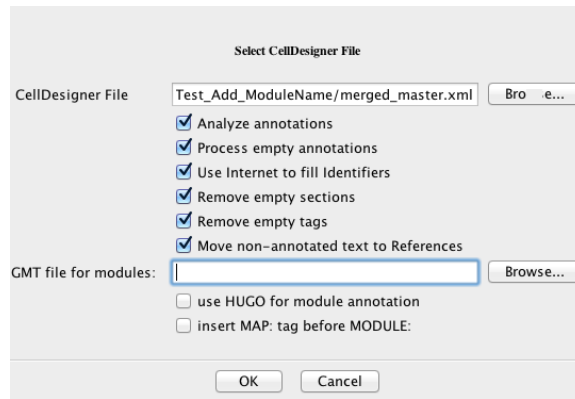 Select CellDesigner File
CellDesigner File Test_Add_ModuleName/merged_master.xml
Analyze annotations
Process empty annotations
Use Internet to fill Identifiers
Remove empty sections
Remove empty tags
Move non-annotated text to References
GMT file for modules: Browse...
use HUGO for module annotation
insert MAP: tag before MODULE:
OK Cancel